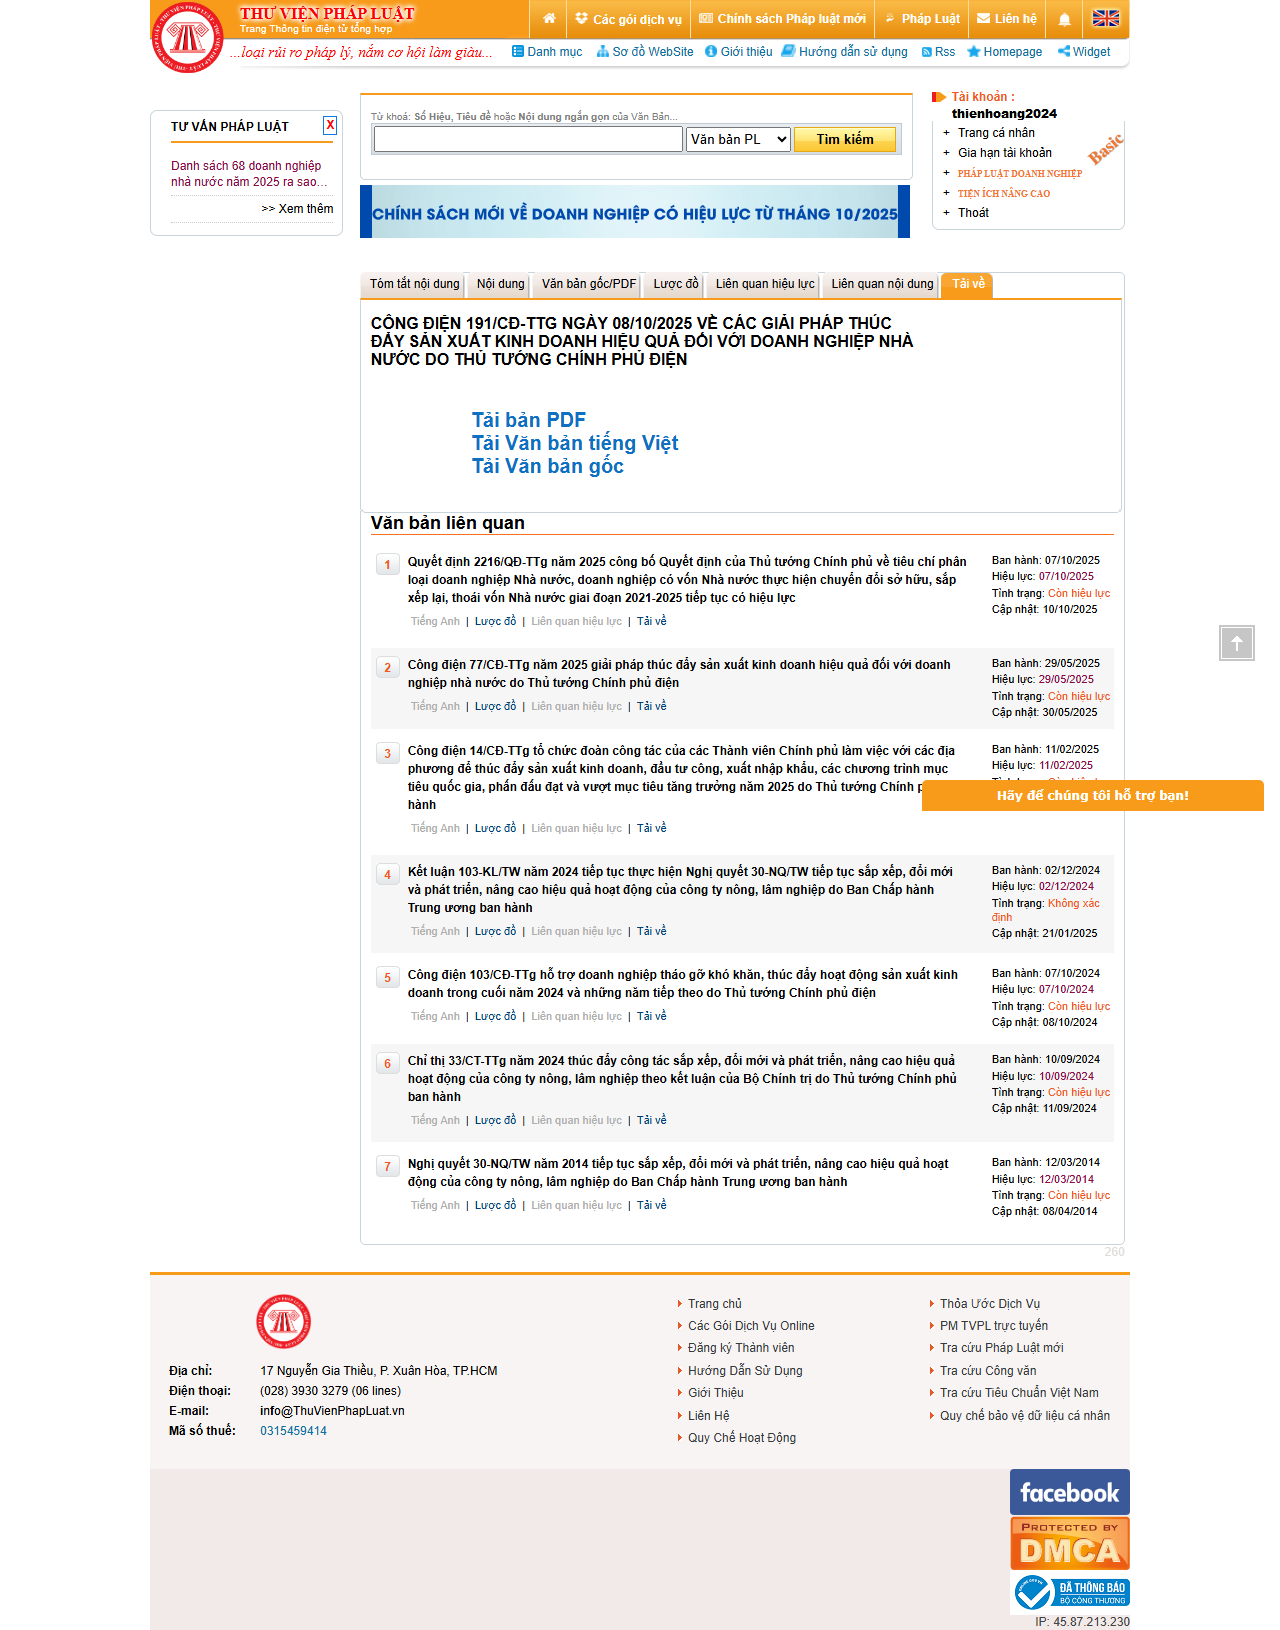 THƯ VIỆN PHÁP LUẬT
Trang Thông tin điện tử tổng hợp
Các gói dịch vụ
Chính sách Pháp luật mới
Pháp Luật
Liên hệ
...loại rủi ro pháp lý, nắm cơ hội làm giàu...
Danh mục
Sơ đồ WebSite
Giới thiệu
Hướng dẫn sử dụng
Rss
Homepage
Widget
TƯ VẤN PHÁP LUẬT
X
Danh sách 68 doanh nghiệp
nhà nước năm 2025 ra sao...
>> Xem thêm
Từ khoá: Số Hiệu, Tiêu đề hoặc Nội dung ngắn gọn của Văn Bản...
Văn bản PL
Tìm kiếm
CHÍNH SÁCH MỚI VỀ DOANH NGHIỆP CÓ HIỆU LỰC TỪ THÁNG 10/2025
Tài khoản :
thienhoang2024
+ Trang cá nhân
+ Gia hạn tài khoản
+ PHÁP LUẬT DOANH NGHIỆP
+ TIỆN ÍCH NÂNG CAO
+ Thoát
Basic
Tóm tắt nội dung
Nội dung
Văn bản gốc/PDF
Lược đồ
Liên quan hiệu lực
Liên quan nội dung
Tải về
CÔNG ĐIỆN 191/CĐ-TTG NGÀY 08/10/2025 VỀ CÁC GIẢI PHÁP THÚC
ĐẨY SẢN XUẤT KINH DOANH HIỆU QUẢ ĐỐI VỚI DOANH NGHIỆP NHÀ
NƯỚC DO THỦ TƯỚNG CHÍNH PHỦ ĐIỆN
Tải bản PDF
Tải Văn bản tiếng Việt
Tải Văn bản gốc
Văn bản liên quan
1
Quyết định 2216/QĐ-TTg năm 2025 công bố Quyết định của Thủ tướng Chính phủ về tiêu chí phân
loại doanh nghiệp Nhà nước, doanh nghiệp có vốn Nhà nước thực hiện chuyển đổi sở hữu, sắp
xếp lại, thoái vốn Nhà nước giai đoạn 2021-2025 tiếp tục có hiệu lực
Tiếng Anh | Lược đồ | Liên quan hiệu lực | Tải về
Ban hành: 07/10/2025
Hiệu lực: 07/10/2025
Tình trạng: Còn hiệu lực
Cập nhật: 10/10/2025
2
Công điện 77/CĐ-TTg năm 2025 giải pháp thúc đẩy sản xuất kinh doanh hiệu quả đối với doanh
nghiệp nhà nước do Thủ tướng Chính phủ điện
Tiếng Anh | Lược đồ | Liên quan hiệu lực | Tải về
Ban hành: 29/05/2025
Hiệu lực: 29/05/2025
Tình trạng: Còn hiệu lực
Cập nhật: 30/05/2025
3
Công điện 14/CĐ-TTg tổ chức đoàn công tác của các Thành viên Chính phủ làm việc với các địa
phương để thúc đẩy sản xuất kinh doanh, đầu tư công, xuất nhập khẩu, các chương trình mục
tiêu quốc gia, phấn đấu đạt và vượt mục tiêu tăng trưởng năm 2025 do Thủ tướng Chính
hành
Tiếng Anh | Lược đồ | Liên quan hiệu lực | Tải về
Ban hành: 11/02/2025
Hiệu lực: 11/02/2025
Hãy để chúng tôi hỗ trợ bạn!
4
Kết luận 103-KL/TW năm 2024 tiếp tục thực hiện Nghị quyết 30-NQ/TW tiếp tục sắp xếp, đổi mới
và phát triển, nâng cao hiệu quả hoạt động của công ty nông, lâm nghiệp do Ban Chấp hành
Trung ương ban hành
Tiếng Anh | Lược đồ | Liên quan hiệu lực | Tải về
Ban hành: 02/12/2024
Hiệu lực: 02/12/2024
Tình trạng: Không xác
định
Cập nhật: 21/01/2025
5
Công điện 103/CĐ-TTg hỗ trợ doanh nghiệp tháo gỡ khó khăn, thúc đẩy hoạt động sản xuất kinh
doanh trong cuối năm 2024 và những năm tiếp theo do Thủ tướng Chính phủ điện
Tiếng Anh | Lược đồ | Liên quan hiệu lực | Tải về
Ban hành: 07/10/2024
Hiệu lực: 07/10/2024
Tình trạng: Còn hiệu lực
Cập nhật: 08/10/2024
6
Chỉ thị 33/CT-TTg năm 2024 thúc đẩy công tác sắp xếp, đổi mới và phát triển, nâng cao hiệu quả
hoạt động của công ty nông, lâm nghiệp theo kết luận của Bộ Chính trị do Thủ tướng Chính phủ
ban hành
Tiếng Anh | Lược đồ | Liên quan hiệu lực | Tải về
Ban hành: 10/09/2024
Hiệu lực: 10/09/2024
Tình trạng: Còn hiệu lực
Cập nhật: 11/09/2024
7
Nghị quyết 30-NQ/TW năm 2014 tiếp tục sắp xếp, đổi mới và phát triển, nâng cao hiệu quả hoạt
động của công ty nông, lâm nghiệp do Ban Chấp hành Trung ương ban hành
Tiếng Anh | Lược đồ | Liên quan hiệu lực | Tải về
Ban hành: 12/03/2014
Hiệu lực: 12/03/2014
Tình trạng: Còn hiệu lực
Cập nhật: 08/04/2014
260
Địa chỉ: 17 Nguyễn Gia Thiều, P. Xuân Hòa, TP.HCM
Điện thoại: (028) 3930 3279 (06 lines)
E-mail: info@ThuVienPhapLuat.vn
Mã số thuế: 0315459414
Trang chủ
Các Gói Dịch Vụ Online
Đăng ký Thành viên
Hướng Dẫn Sử Dụng
Giới Thiệu
Liên Hệ
Quy Chế Hoạt Động
Thỏa Ước Dịch Vụ
PM TVPL trực tuyến
Tra cứu Pháp Luật mới
Tra cứu Công văn
Tra cứu Tiêu Chuẩn Việt Nam
Quy chế bảo vệ dữ liệu cá nhân
facebook
PROTECTED BY
DMCA
ĐÃ THÔNG BÁO
BỘ CÔNG THƯƠNG
IP: 45.87.213.230